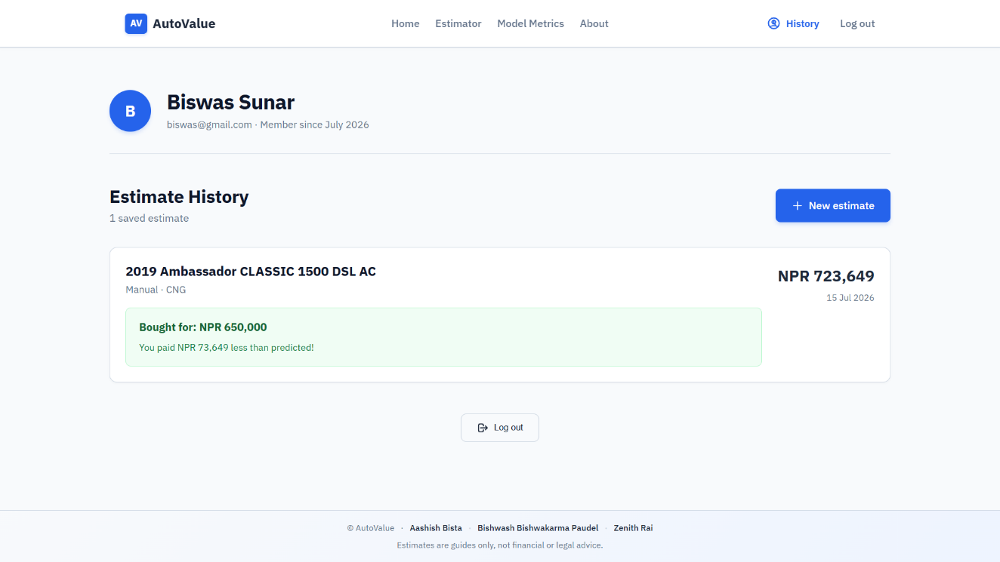 AV AutoValue Home Estimator Model Metrics About History Log out
B
Biswas Sunar
biswas@gmail.com · Member since July 2026
Estimate History
1 saved estimate
+ New estimate
2019 Ambassador CLASSIC 1500 DSL AC
Manual · CNG
NPR 723,649
15 Jul 2026
Bought for: NPR 650,000
You paid NPR 73,649 less than predicted!
Log out
© AutoValue · Aashish Bista · Bishwash Bishwakarma Paudel · Zenith Rai
Estimates are guides only, not financial or legal advice.